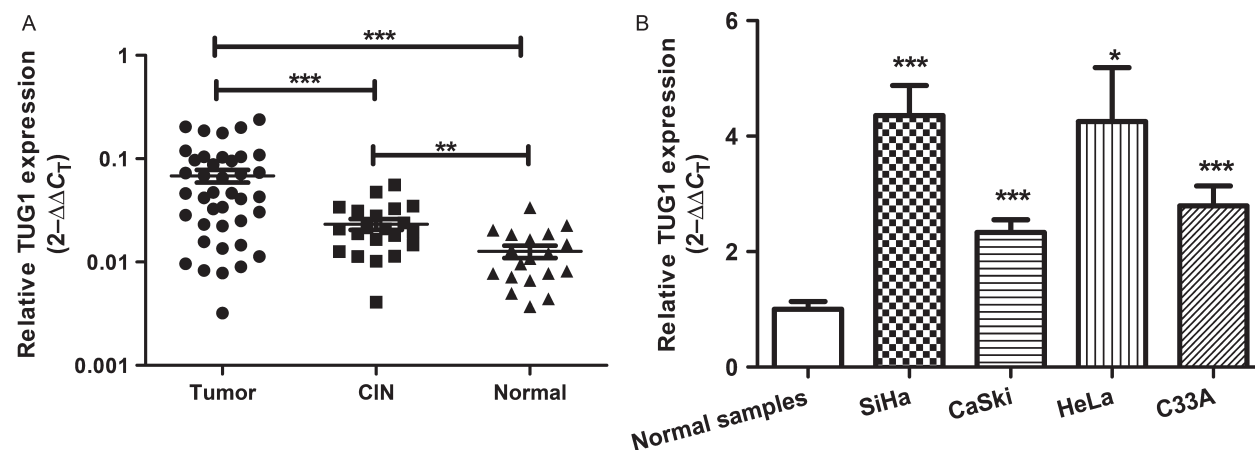 A
Relative TUG1 expression
(2–ΔΔCT)
1
0.1
0.01
0.001
***
***
**
Tumor
CIN
Normal
B
Relative TUG1 expression
(2–ΔΔCT)
6
4
2
0
***
***
*
***
Normal samples
SiHa
CaSki
HeLa
C33A